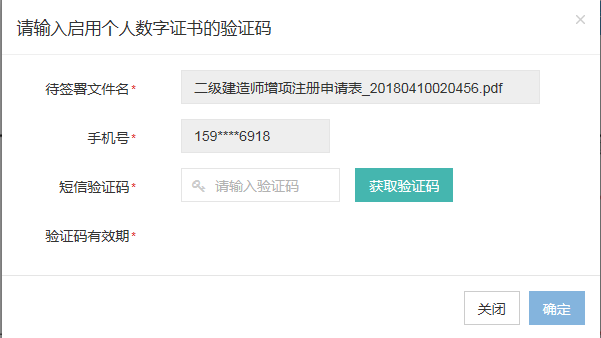 请输入启用个人数字证书的验证码
×
待签署文件名* 二级建造师增项注册申请表_20180410020456.pdf
手机号* 159****6918
短信验证码* 请输入验证码 获取验证码
验证码有效期*
关闭 确定